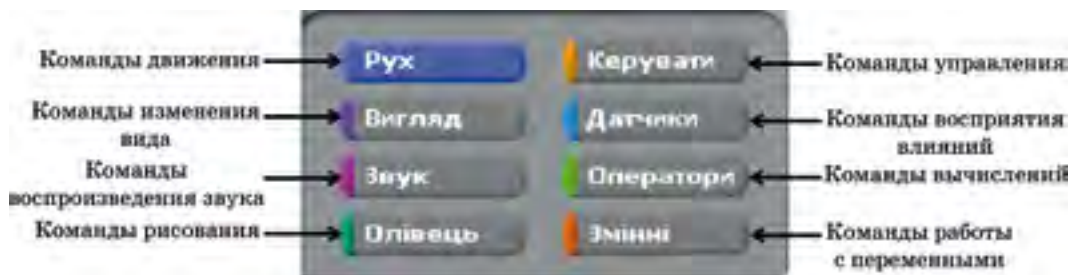 Команды движения
Рух
Керувати
Команды управления
Команды изменения
вида
Вигляд
Датчики
Команды восприятия
влияний
Команды
воспроизведения звука
Звук
Оператори
Команды вычислений
Команды рисования
Олівець
Змінні
Команды работы
с переменными